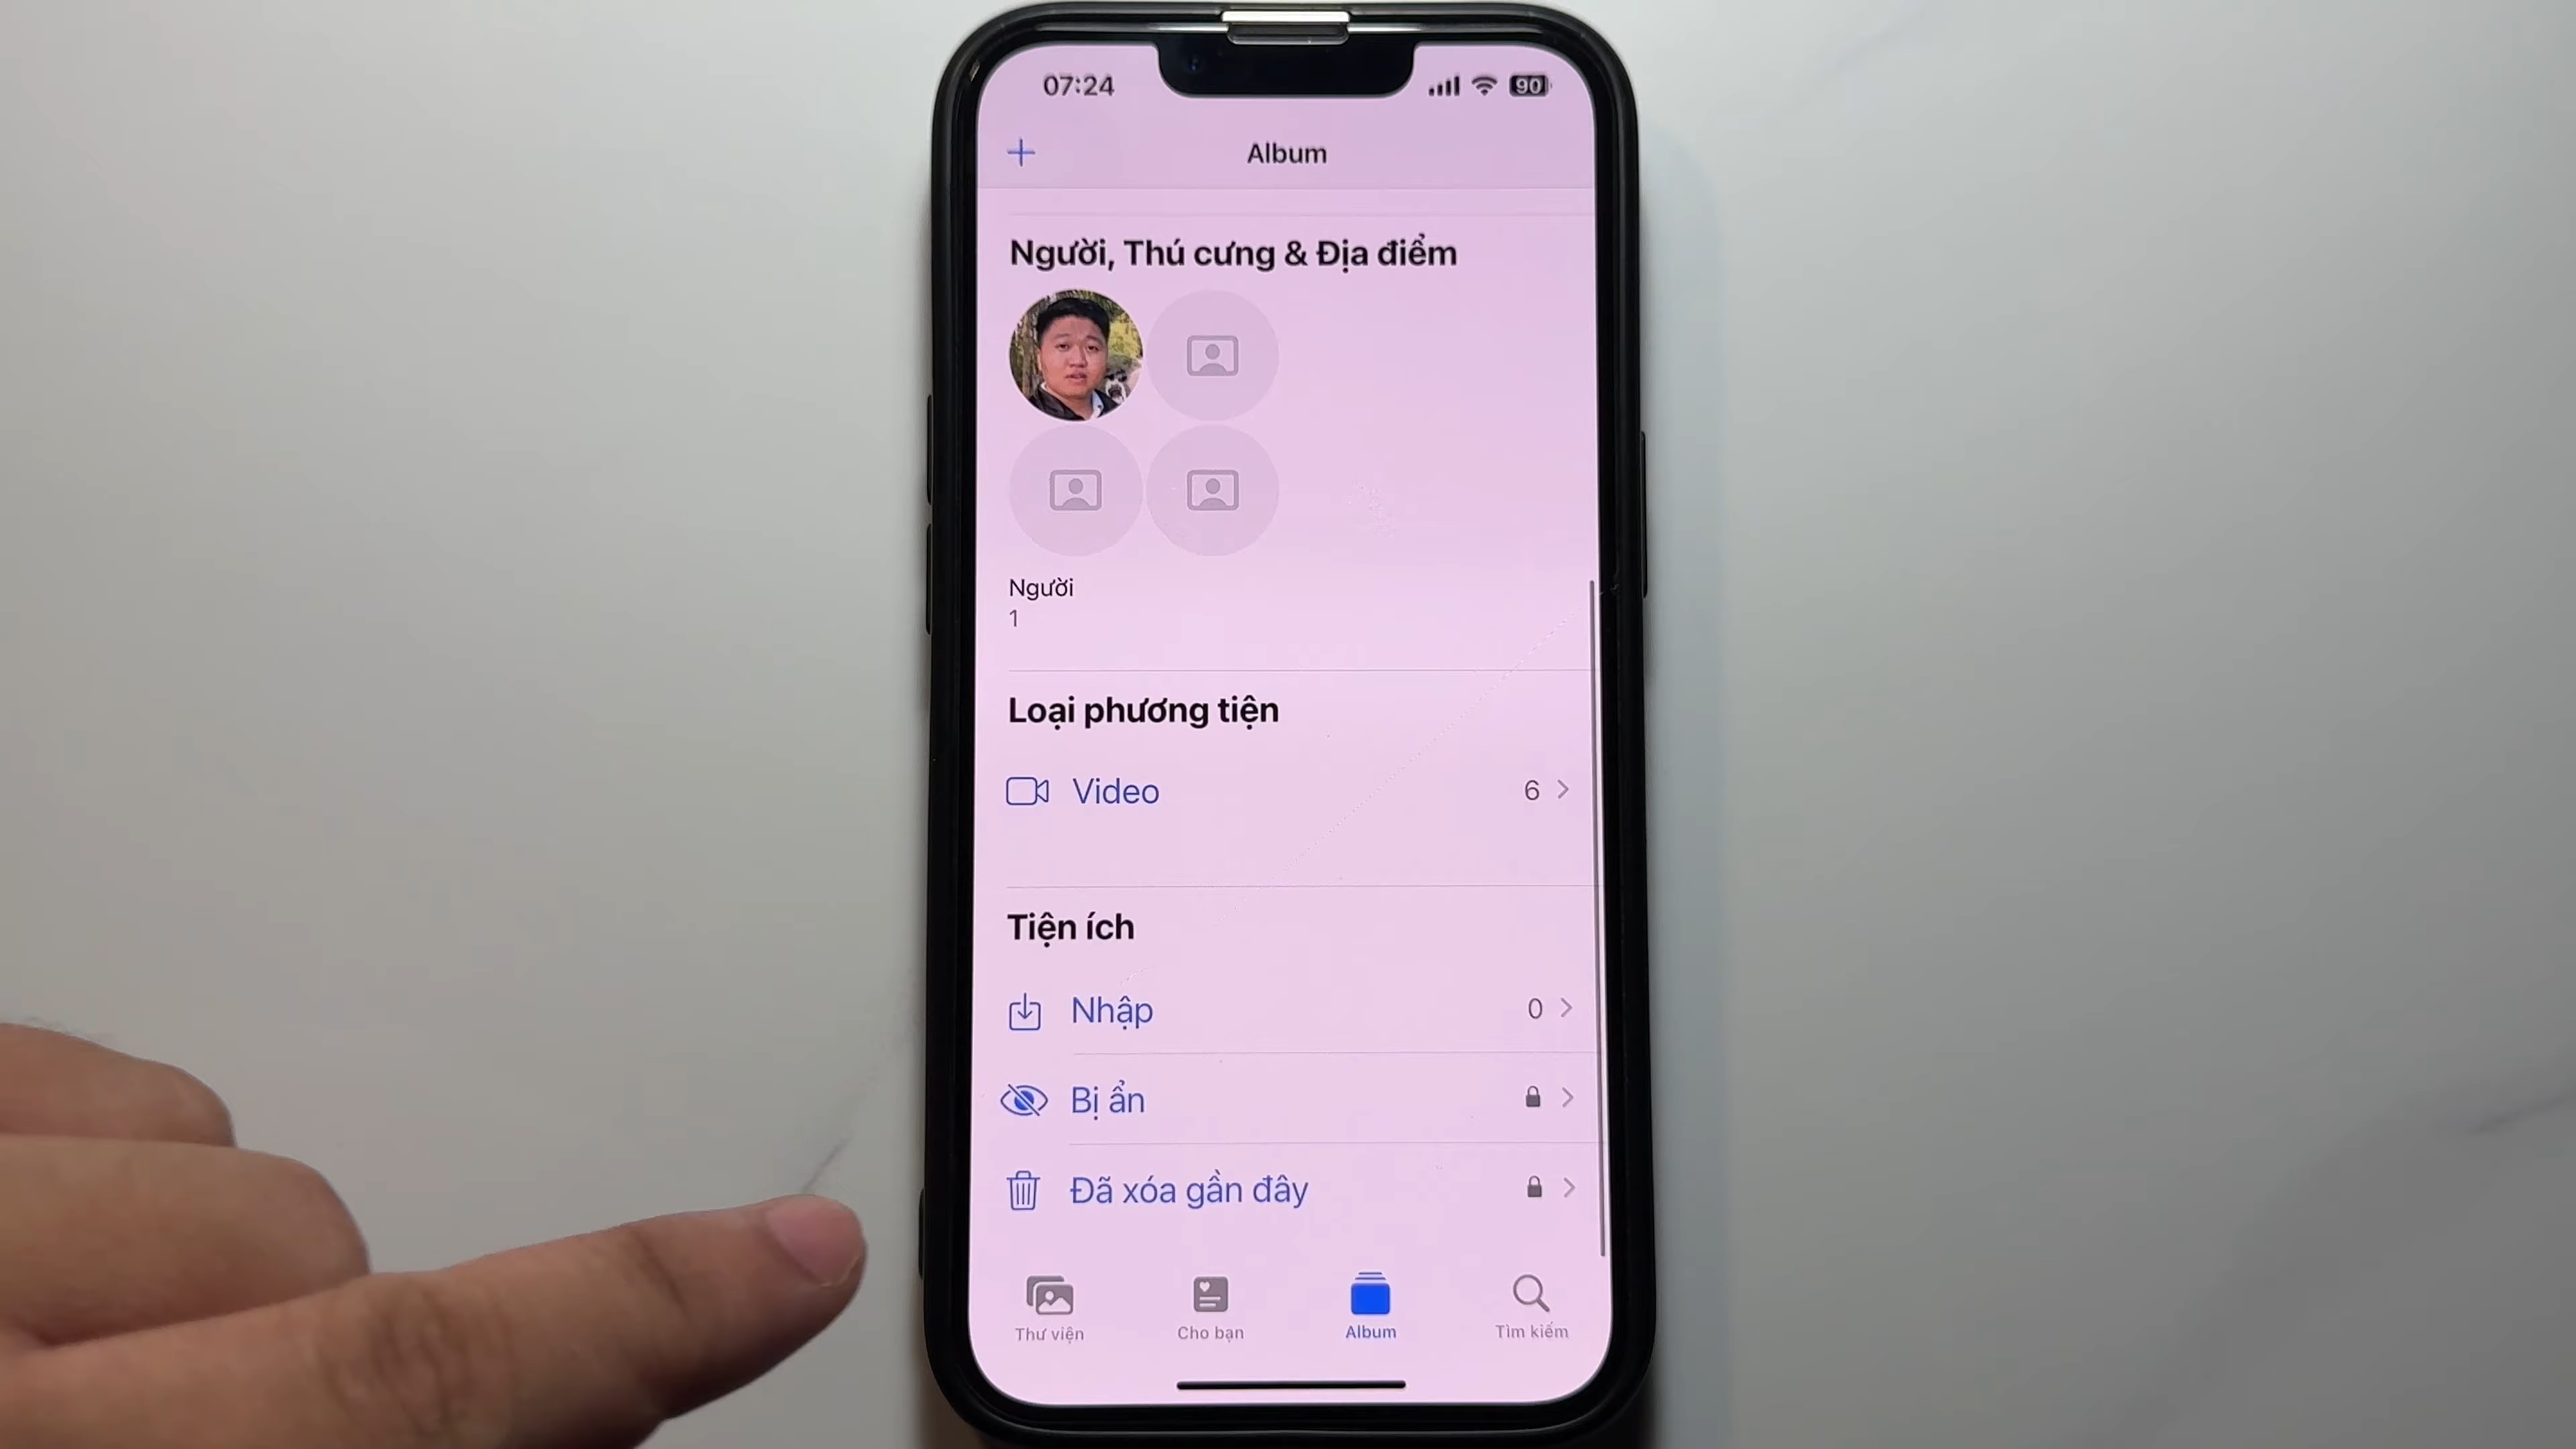 07:24
90
Album
Người, Thú cưng & Địa điểm
Người
1
Loại phương tiện
Video
6
Tiện ích
Nhập
0
Bị ẩn
Đã xóa gần đây
Thư viện
Cho bạn
Album
Tìm kiếm